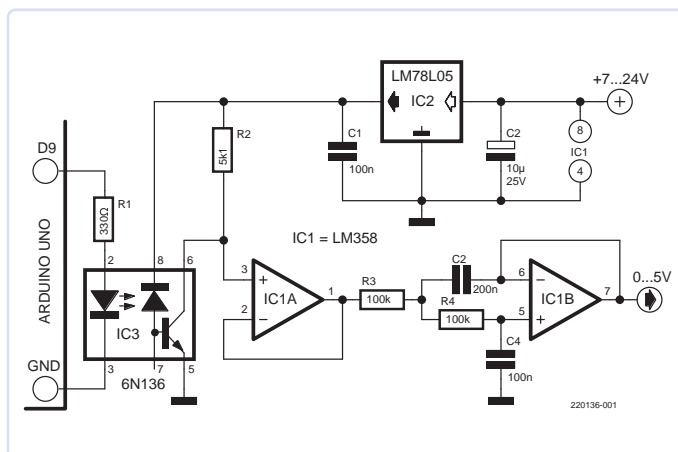 LM78L05
IC2
+7...24V
8
IC1
4
C1
100n
C2
10µ
25V
R2
5k1
D9
R1
330Ω
ARDUINO UNO
2
8
6
IC3
3
7
5
6N136
GND
IC1 = LM358
3
+
IC1A
1
2
−
R3
100k
C2
200n
R4
100k
C4
100n
6
−
IC1B
7
5
+
0...5V
220136-001